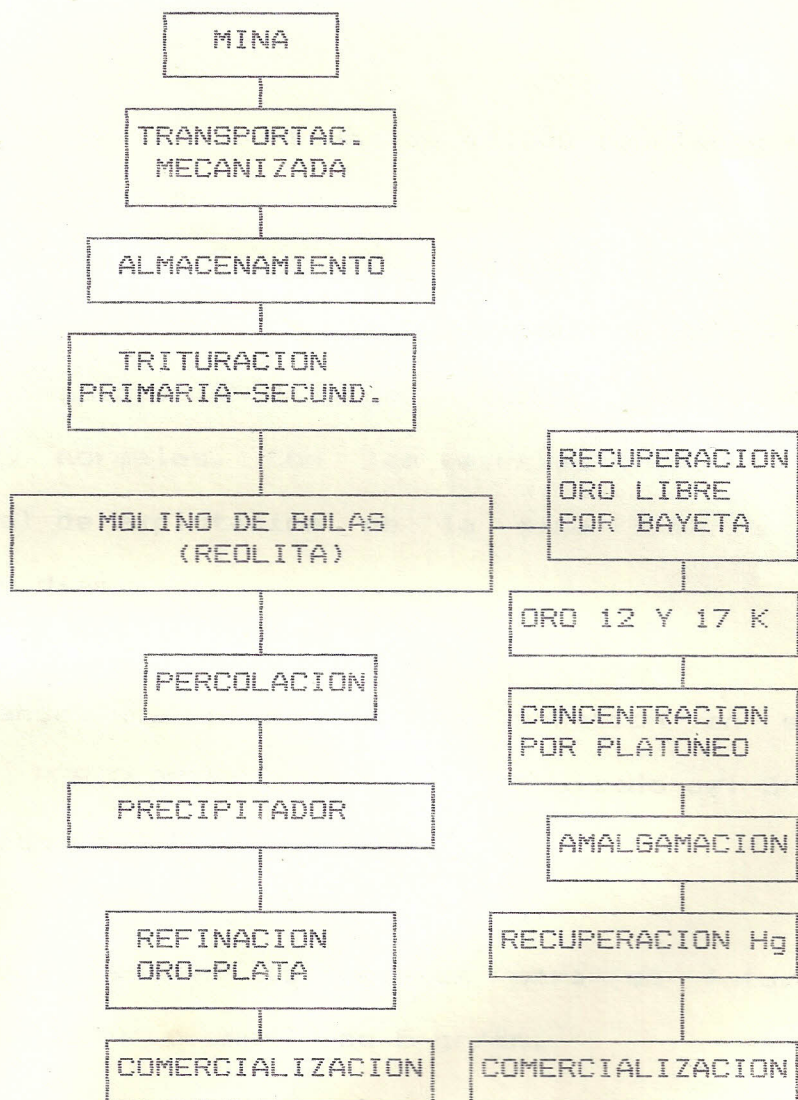 MINA
TRANSPORTAC.
MECANIZADA
ALMACENAMIENTO
TRITURACION
PRIMARIA-SECUND.
MOLINO DE BOLAS
(REOLITA)
PERCOLACION
PRECIPITADOR
REFINACION
ORO-PLATA
COMERCIALIZACION
RECUPERACION
ORO LIBRE
POR BAYETA
ORO 12 Y 17 K
CONCENTRACION
POR PLATONEO
AMALGAMACION
RECUPERACION Hg
COMERCIALIZACION